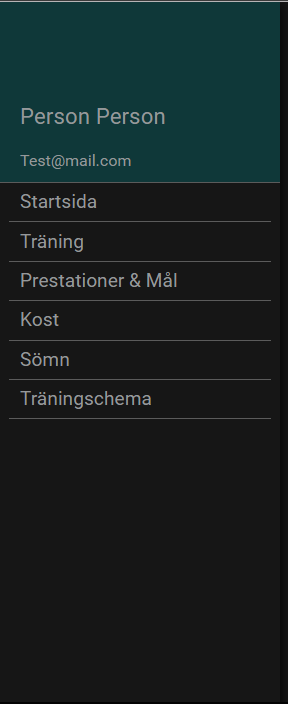 Person Person
Test@mail.com
Startsida
Träning
Prestationer & Mål
Kost
Sömn
Träningschema